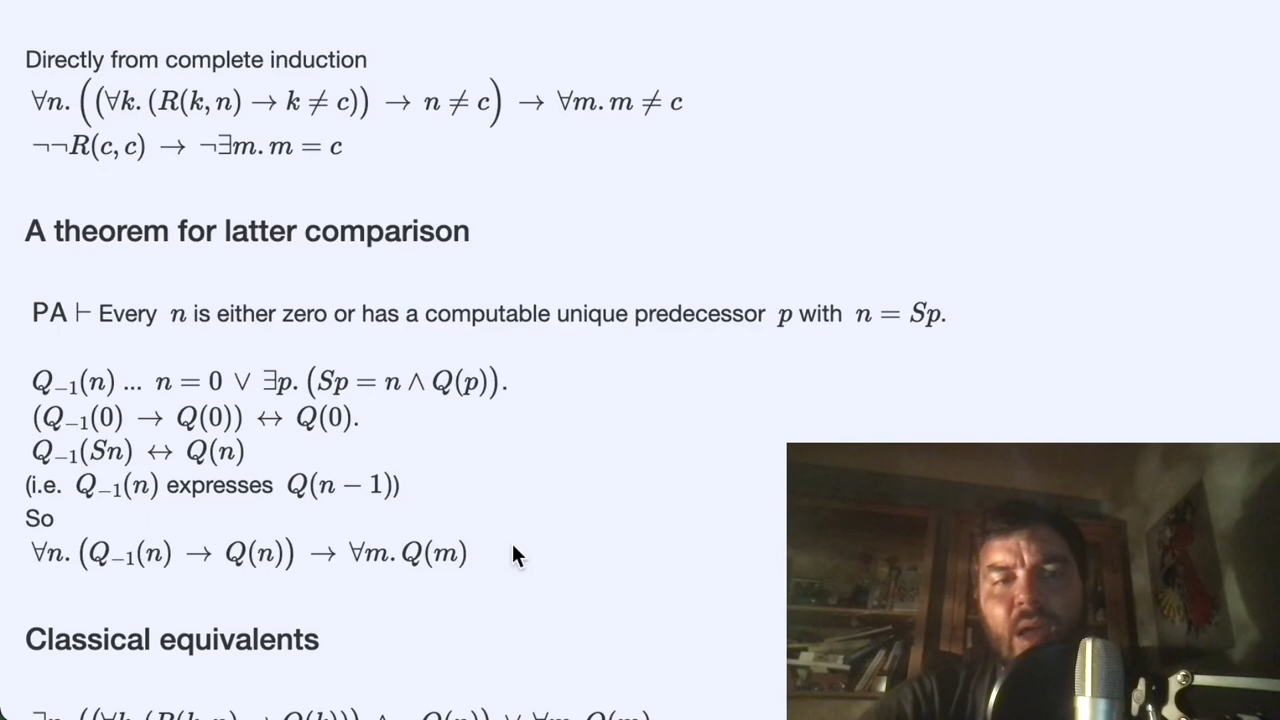 Directly from complete induction
∀n. ((∀k. (R(k, n) → k ≠ c)) → n ≠ c) → ∀m. m ≠ c
¬¬R(c, c) → ¬∃m. m = c
A theorem for latter comparison
PA ⊢ Every n is either zero or has a computable unique predecessor p with n = Sp.
Q₋₁(n) ... n = 0 ∨ ∃p. (Sp = n ∧ Q(p)).
(Q₋₁(0) → Q(0)) ↔ Q(0).
Q₋₁(Sn) ↔ Q(n)
(i.e. Q₋₁(n) expresses Q(n − 1))
So
∀n. (Q₋₁(n) → Q(n)) → ∀m. Q(m)
Classical equivalents